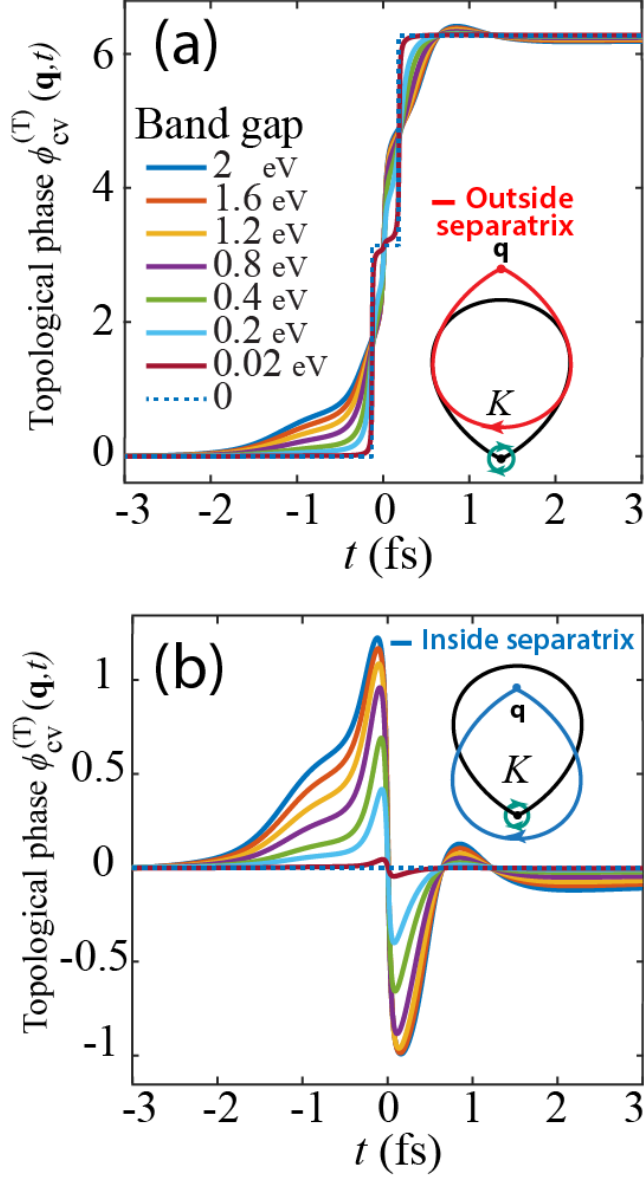 (a)
Topological phase ϕ_cv^(T) (q,t)
6
4
2
0
Band gap
2 eV
1.6 eV
1.2 eV
0.8 eV
0.4 eV
0.2 eV
0.02 eV
0
Outside
separatrix
q
K
-3 -2 -1 0 1 2 3
t (fs)
(b)
Topological phase ϕ_cv^(T) (q,t)
1
0.5
0
-0.5
-1
Inside separatrix
q
K
-3 -2 -1 0 1 2 3
t (fs)